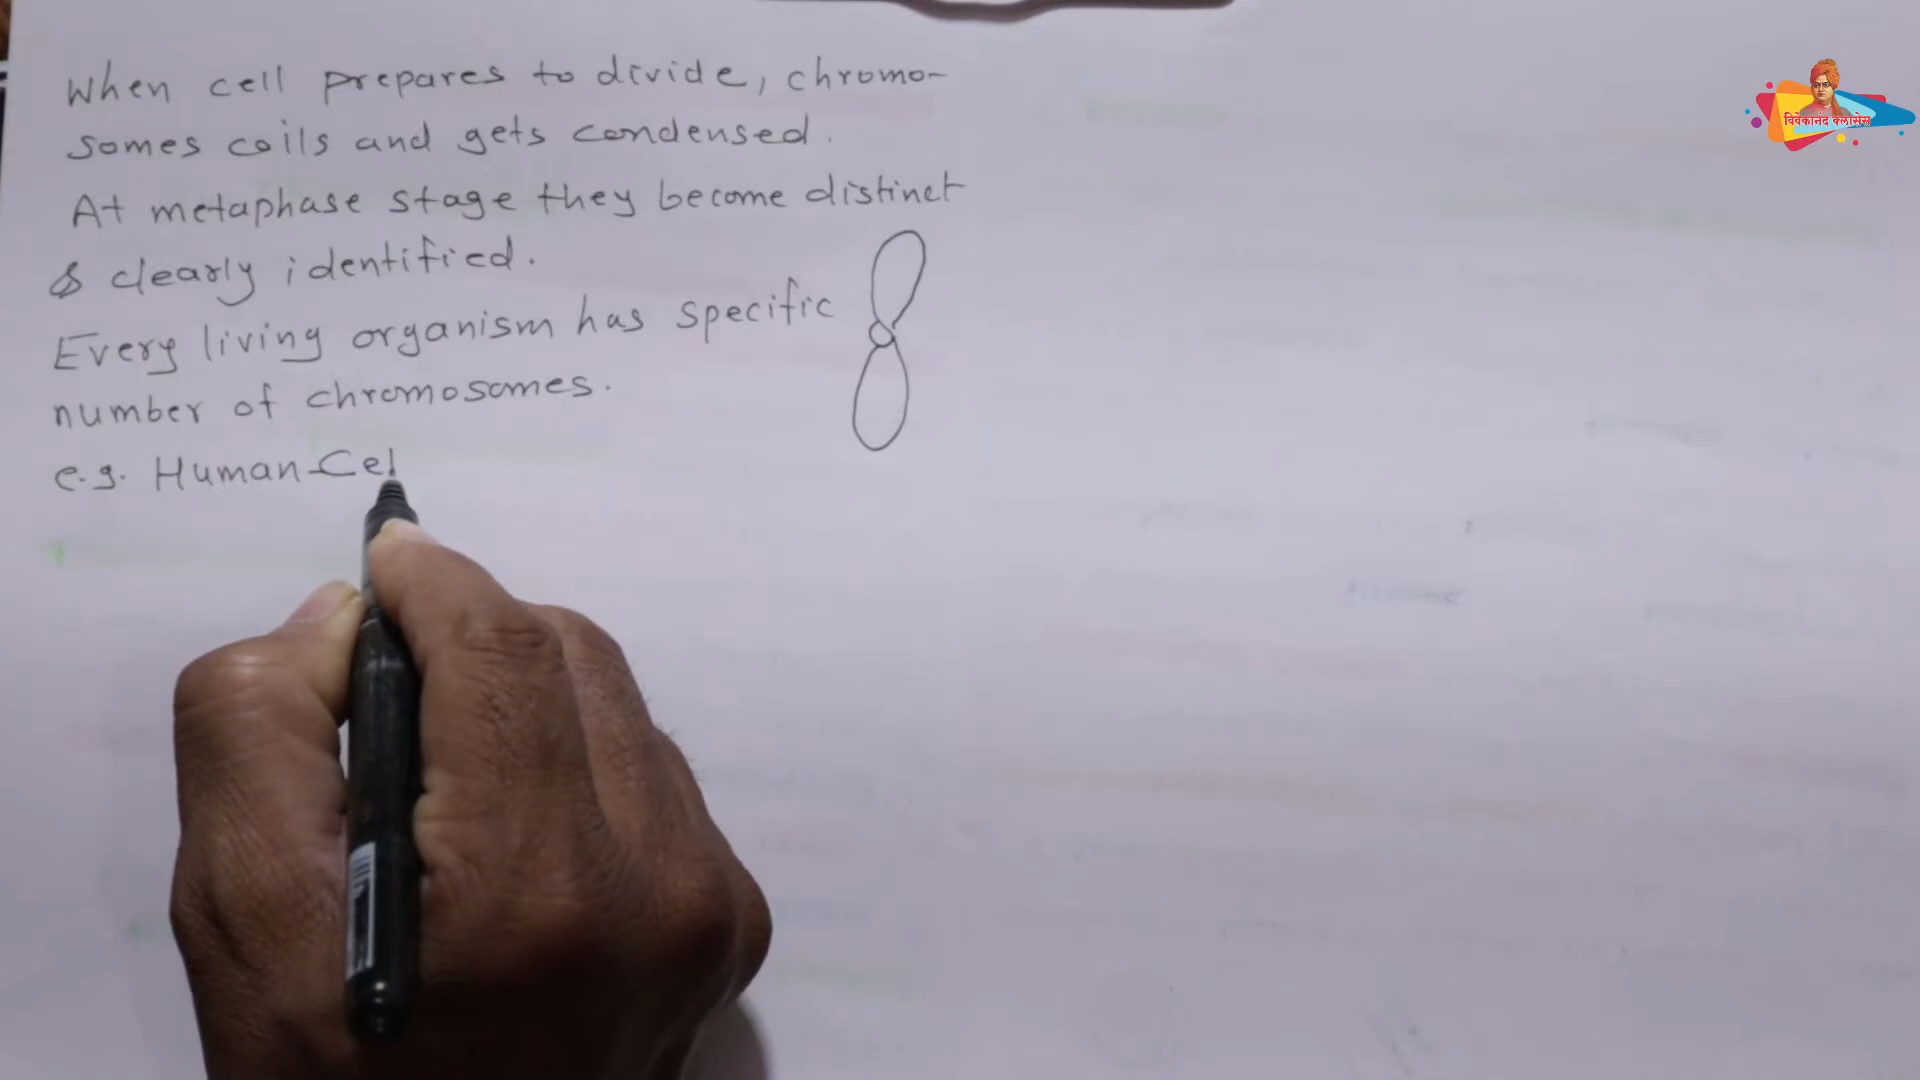 When cell prepares to divide, chromo-
somes coils and gets condensed.
At metaphase stage they become distinct
& clearly identified.
Every living organism has specific
number of chromosomes.
e.g. Human-Cel
विवेकानंद क्लासेस